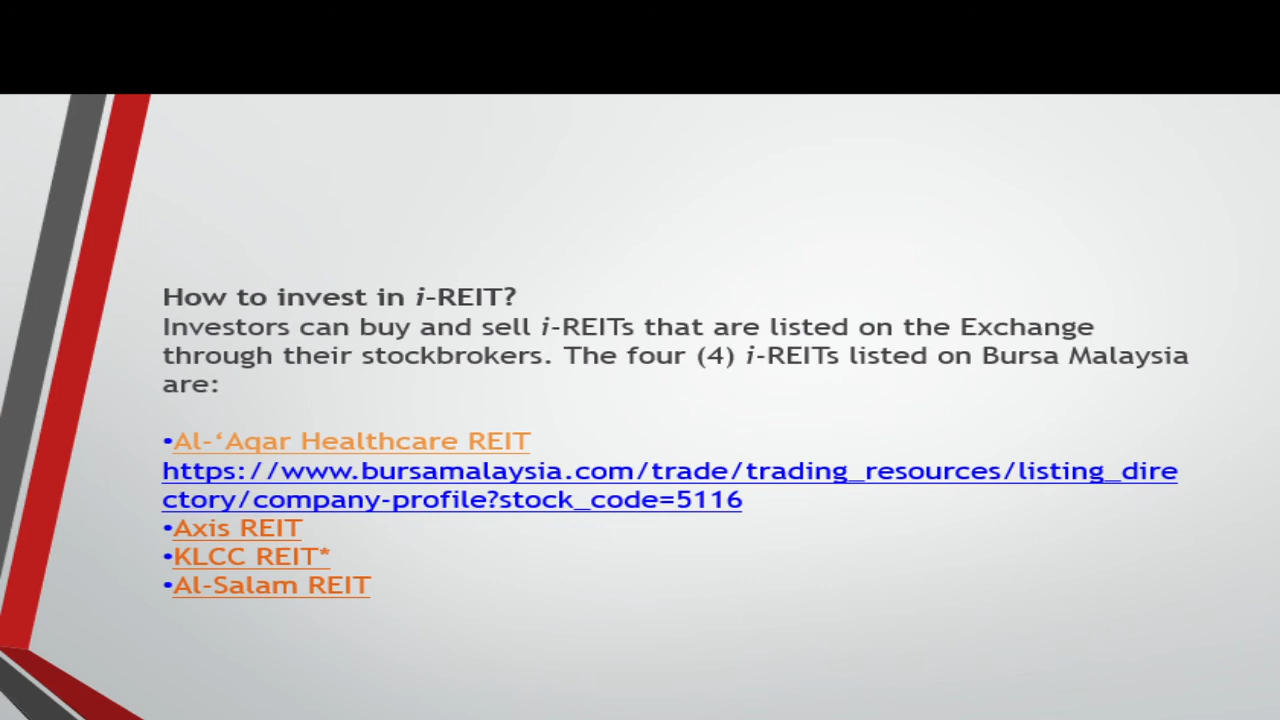 How to invest in i-REIT?
Investors can buy and sell i-REITs that are listed on the Exchange
through their stockbrokers. The four (4) i-REITs listed on Bursa Malaysia
are:
•Al-‘Aqar Healthcare REIT
https://www.bursamalaysia.com/trade/trading_resources/listing_dire
ctory/company-profile?stock_code=5116
•Axis REIT
•KLCC REIT*
•Al-Salam REIT